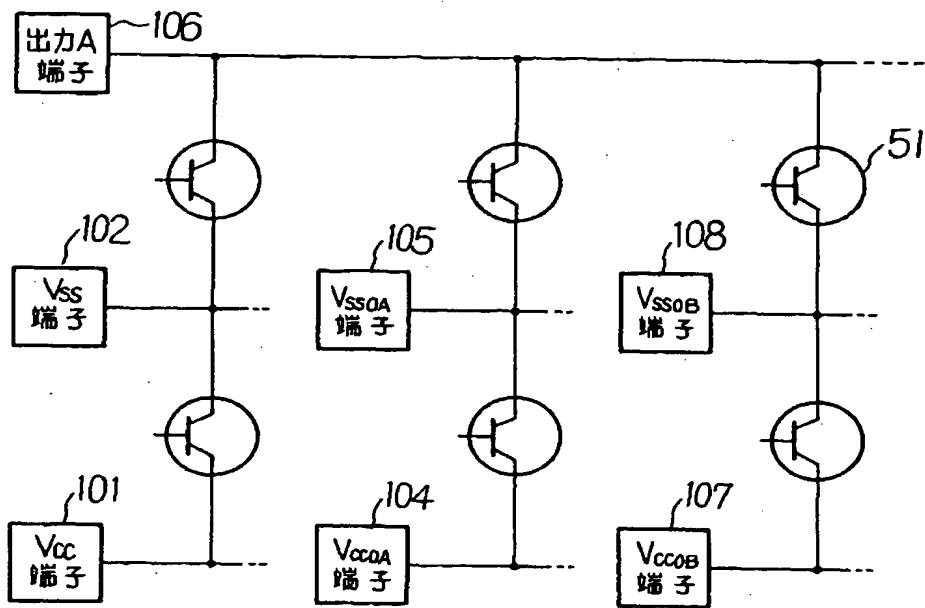 出力A
端子
106
51
102
VSS
端子
105
VSSOA
端子
108
VSSOB
端子
101
VCC
端子
104
VCCOA
端子
107
VCCOB
端子